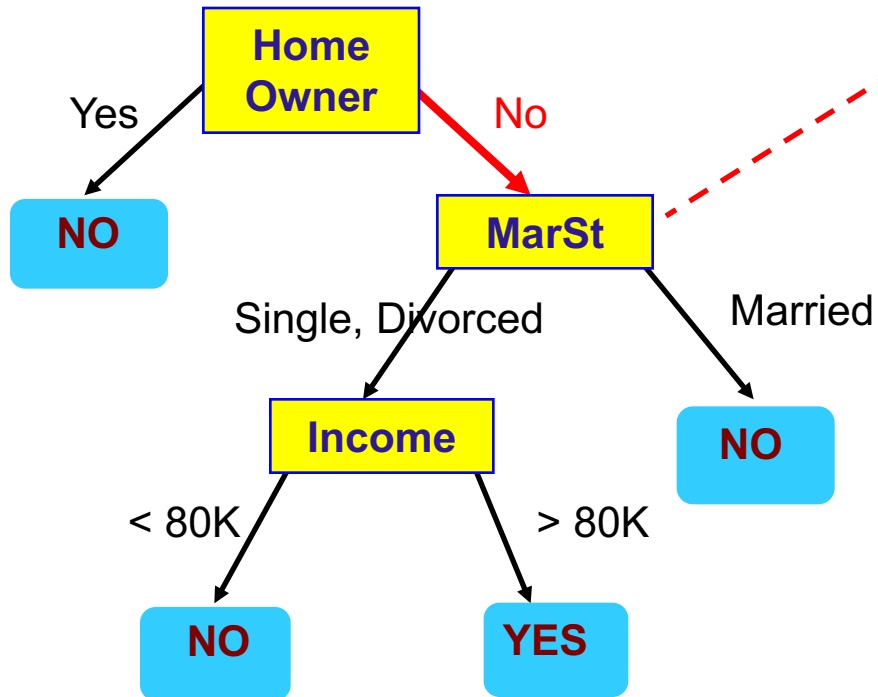 Home
Owner
Yes
No
NO
MarSt
Single, Divorced
Married
Income
NO
< 80K
> 80K
NO
YES